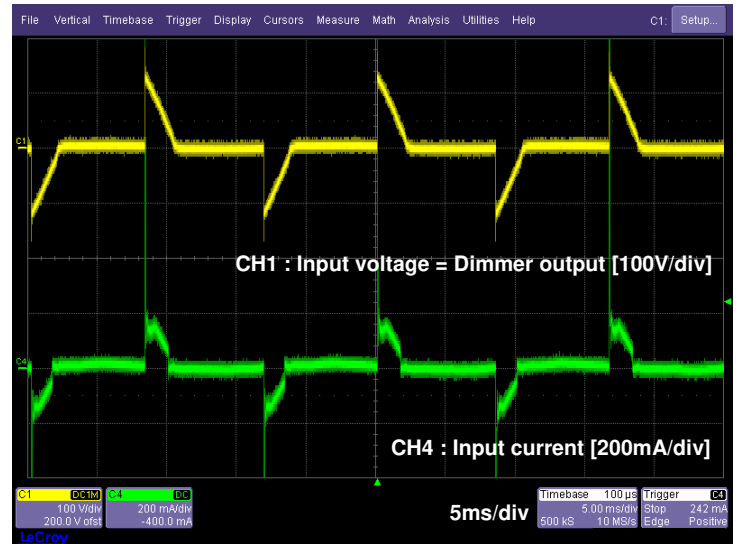 File Vertical Timebase Trigger Display Cursors Measure Math Analysis Utilities Help C1: Setup...
C1
CH1 : Input voltage = Dimmer output [100V/div]
C4
CH4 : Input current [200mA/div]
5ms/div
C1 DC1M C4 DC Timebase 100 µs Trigger C4
100 V/div 200 mA/div 5.00 ms/div Stop 242 mA
200.0 V ofst -400.0 mA 500 kS 10 MS/s Edge Positive
LeCroy